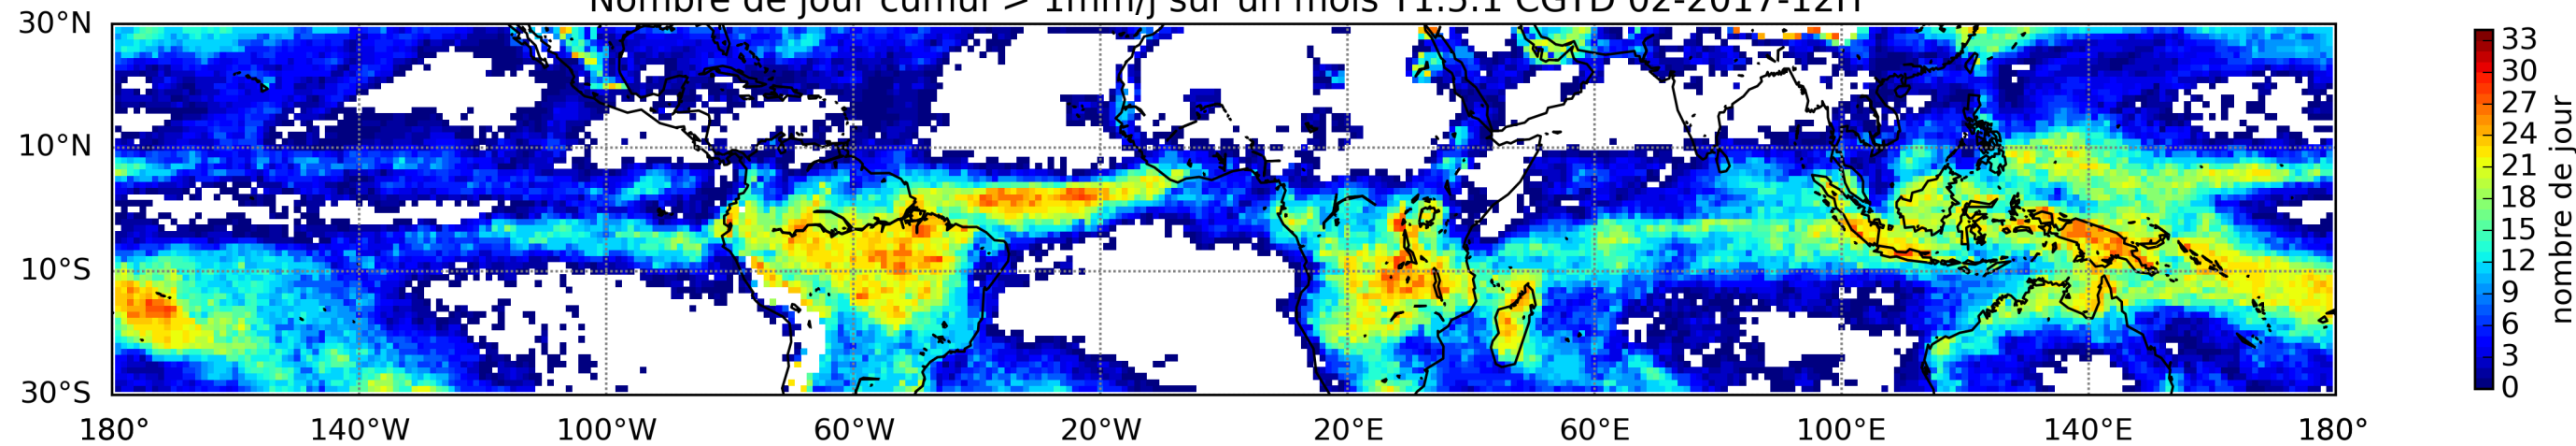 Nombre de jour cumul > 1mm/j sur un mois T1.5.1 CGTD 02-2017-12H
30°N
10°N
10°S
30°S
180° 140°W 100°W 60°W 20°W 20°E 60°E 100°E 140°E 180°
33
30
27
24
21
18
15
12
9
6
3
0
nombre de jour